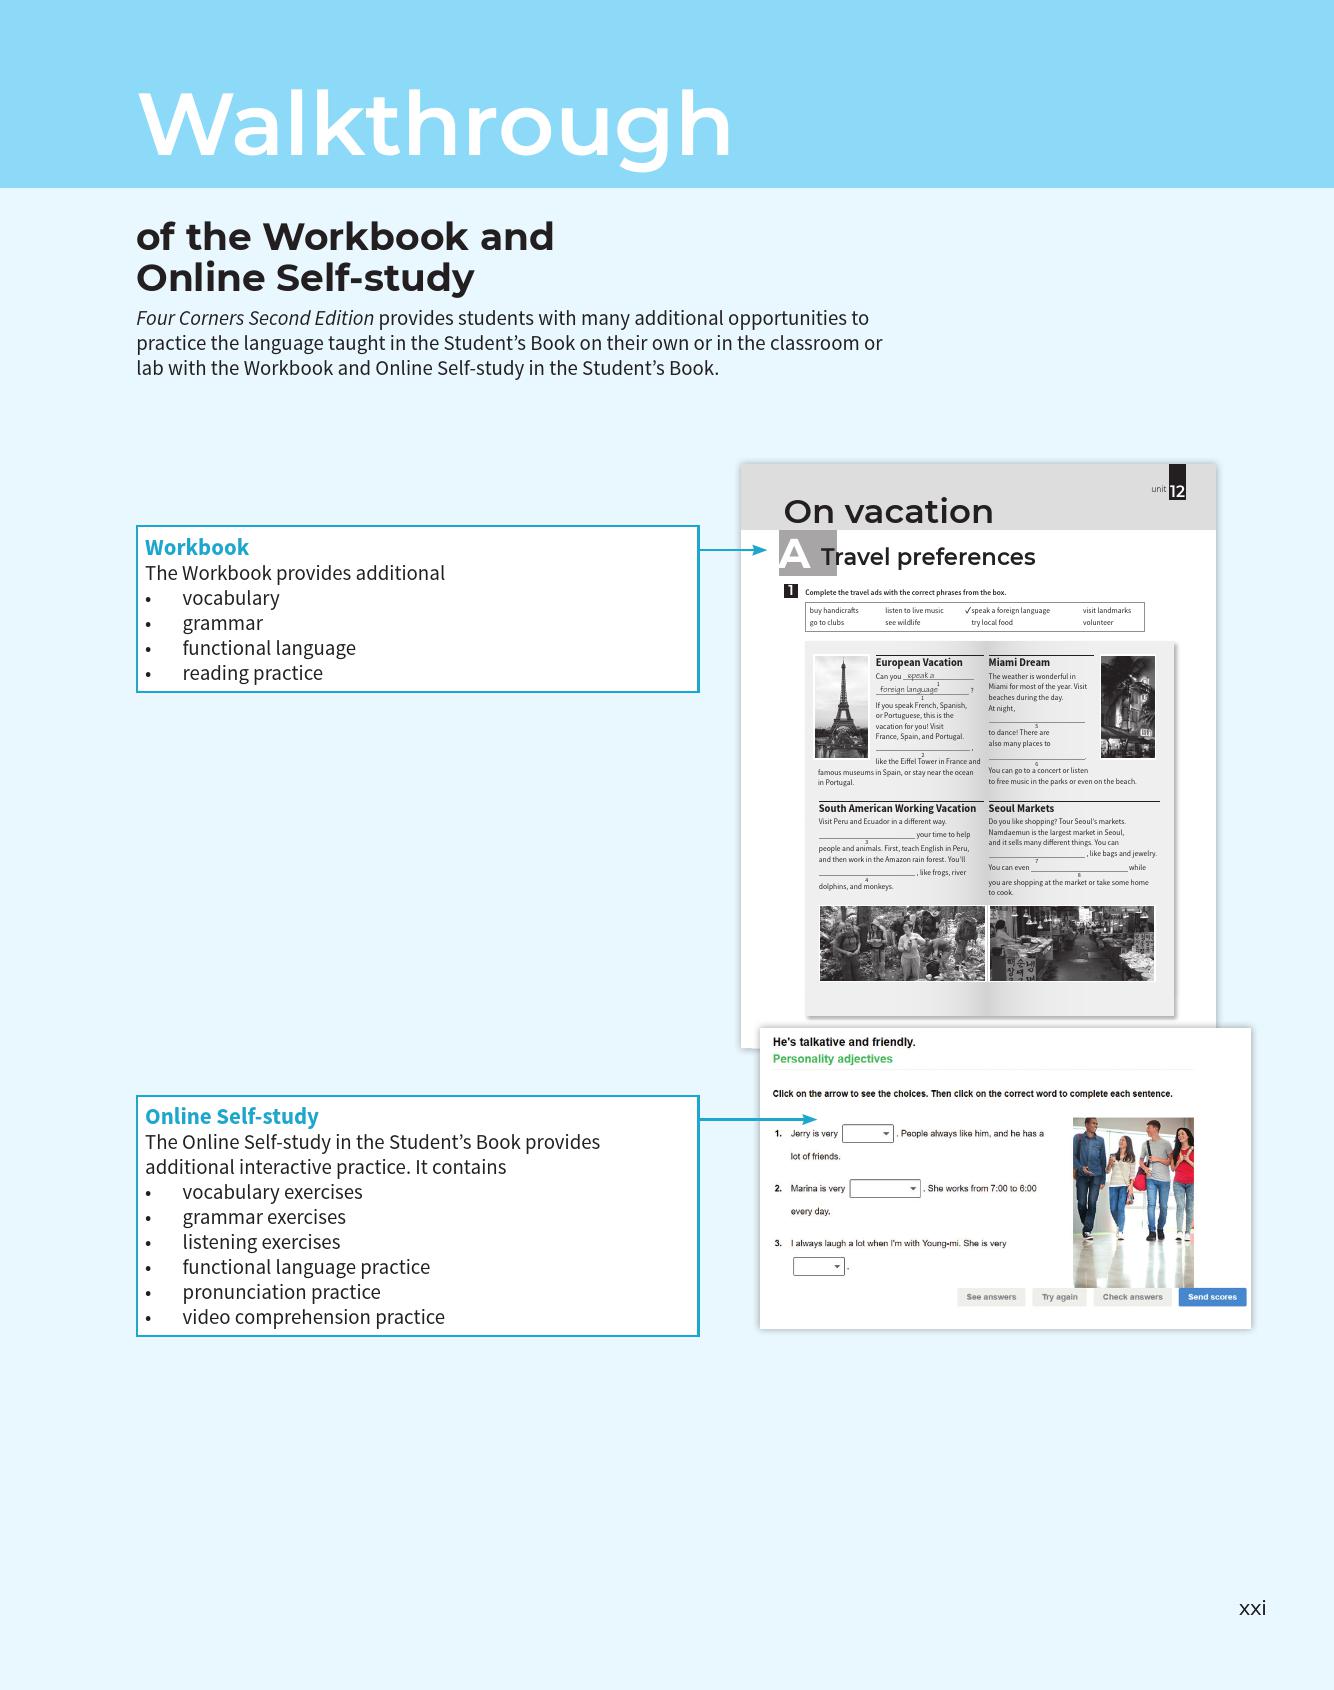 Walkthrough
of the Workbook and
Online Self-study
Four Corners Second Edition provides students with many additional opportunities to
practice the language taught in the Student's Book on their own or in the classroom or
lab with the Workbook and Online Self-study in the Student's Book.
Workbook
The Workbook provides additional
• vocabulary
• grammar
• functional language
• reading practice
unit 12
On vacation
A Travel preferences
1 Complete the travel ads with the correct phrases from the box.
buy handicrafts listen to live music ✓speak a foreign language visit landmarks
go to clubs see wildlife try local food volunteer
European Vacation
Can you speak a
1
foreign language ?
1
If you speak French, Spanish,
or Portuguese, this is the
vacation for you! Visit
France, Spain, and Portugal.
,
2
like the Eiffel Tower in France and
famous museums in Spain, or stay near the ocean
in Portugal.
Miami Dream
The weather is wonderful in
Miami for most of the year. Visit
beaches during the day.
At night,
5
to dance! There are
also many places to
.
6
You can go to a concert or listen
to free music in the parks or even on the beach.
South American Working Vacation
Visit Peru and Ecuador in a different way.
your time to help
3
people and animals. First, teach English in Peru,
and then work in the Amazon rain forest. You'll
, like frogs, river
4
dolphins, and monkeys.
Seoul Markets
Do you like shopping? Tour Seoul's markets.
Namdaemun is the largest market in Seoul,
and it sells many different things. You can
, like bags and jewelry.
7
You can even while
8
you are shopping at the market or take some home
to cook.
Online Self-study
The Online Self-study in the Student's Book provides
additional interactive practice. It contains
• vocabulary exercises
• grammar exercises
• listening exercises
• functional language practice
• pronunciation practice
• video comprehension practice
He's talkative and friendly.
Personality adjectives
Click on the arrow to see the choices. Then click on the correct word to complete each sentence.
1. Jerry is very . People always like him, and he has a
lot of friends.
2. Marina is very . She works from 7:00 to 6:00
every day.
3. I always laugh a lot when I'm with Young-mi. She is very
.
See answers Try again Check answers Send scores
xxi